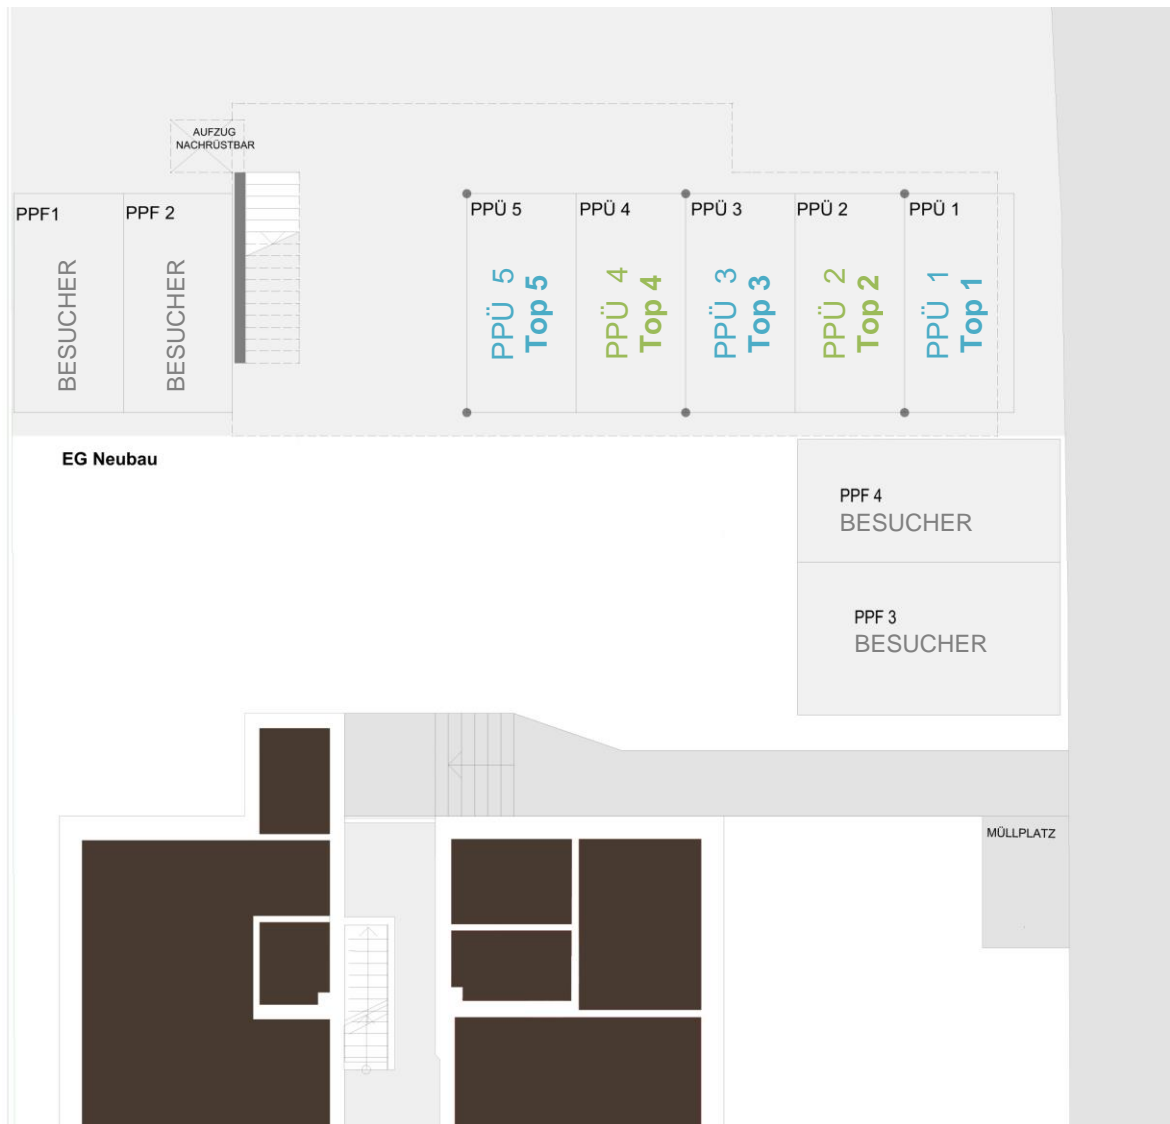 AUFZUG
NACHRÜSTBAR
PPF1
PPF 2
PPÜ 5
PPÜ 4
PPÜ 3
PPÜ 2
PPÜ 1
BESUCHER
BESUCHER
PPÜ 5
Top 5
PPÜ 4
Top 4
PPÜ 3
Top 3
PPÜ 2
Top 2
PPÜ 1
Top 1
EG Neubau
PPF 4
BESUCHER
PPF 3
BESUCHER
MÜLLPLATZ